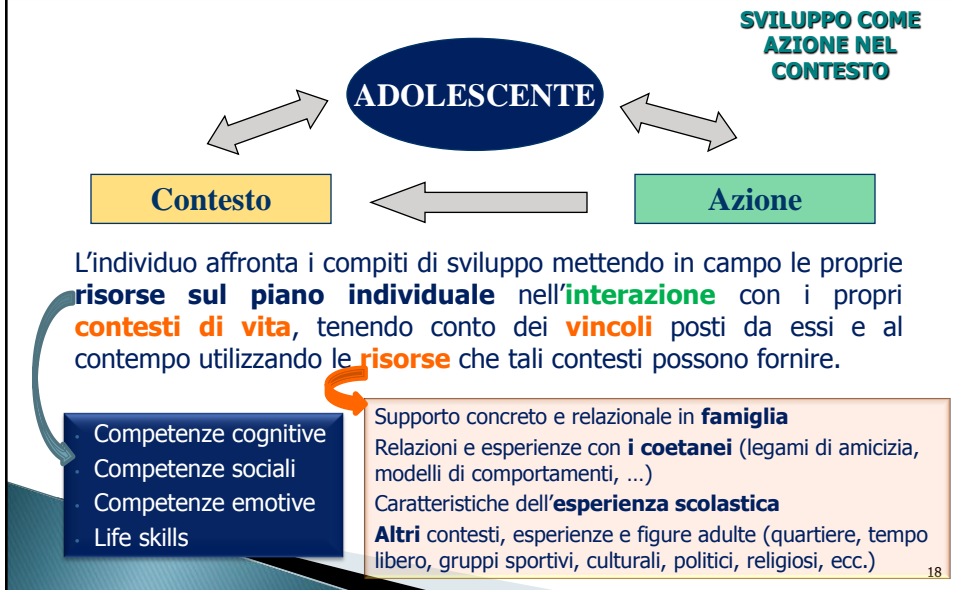 SVILUPPO COME
AZIONE NEL
CONTESTO
ADOLESCENTE
Contesto
Azione
L’individuo affronta i compiti di sviluppo mettendo in campo le proprie
risorse sul piano individuale nell’interazione con i propri
contesti di vita, tenendo conto dei vincoli posti da essi e al
contempo utilizzando le risorse che tali contesti possono fornire.
• Competenze cognitive
• Competenze sociali
• Competenze emotive
• Life skills
Supporto concreto e relazionale in famiglia
Relazioni e esperienze con i coetanei (legami di amicizia,
modelli di comportamenti, …)
Caratteristiche dell’esperienza scolastica
Altri contesti, esperienze e figure adulte (quartiere, tempo
libero, gruppi sportivi, culturali, politici, religiosi, ecc.)
18